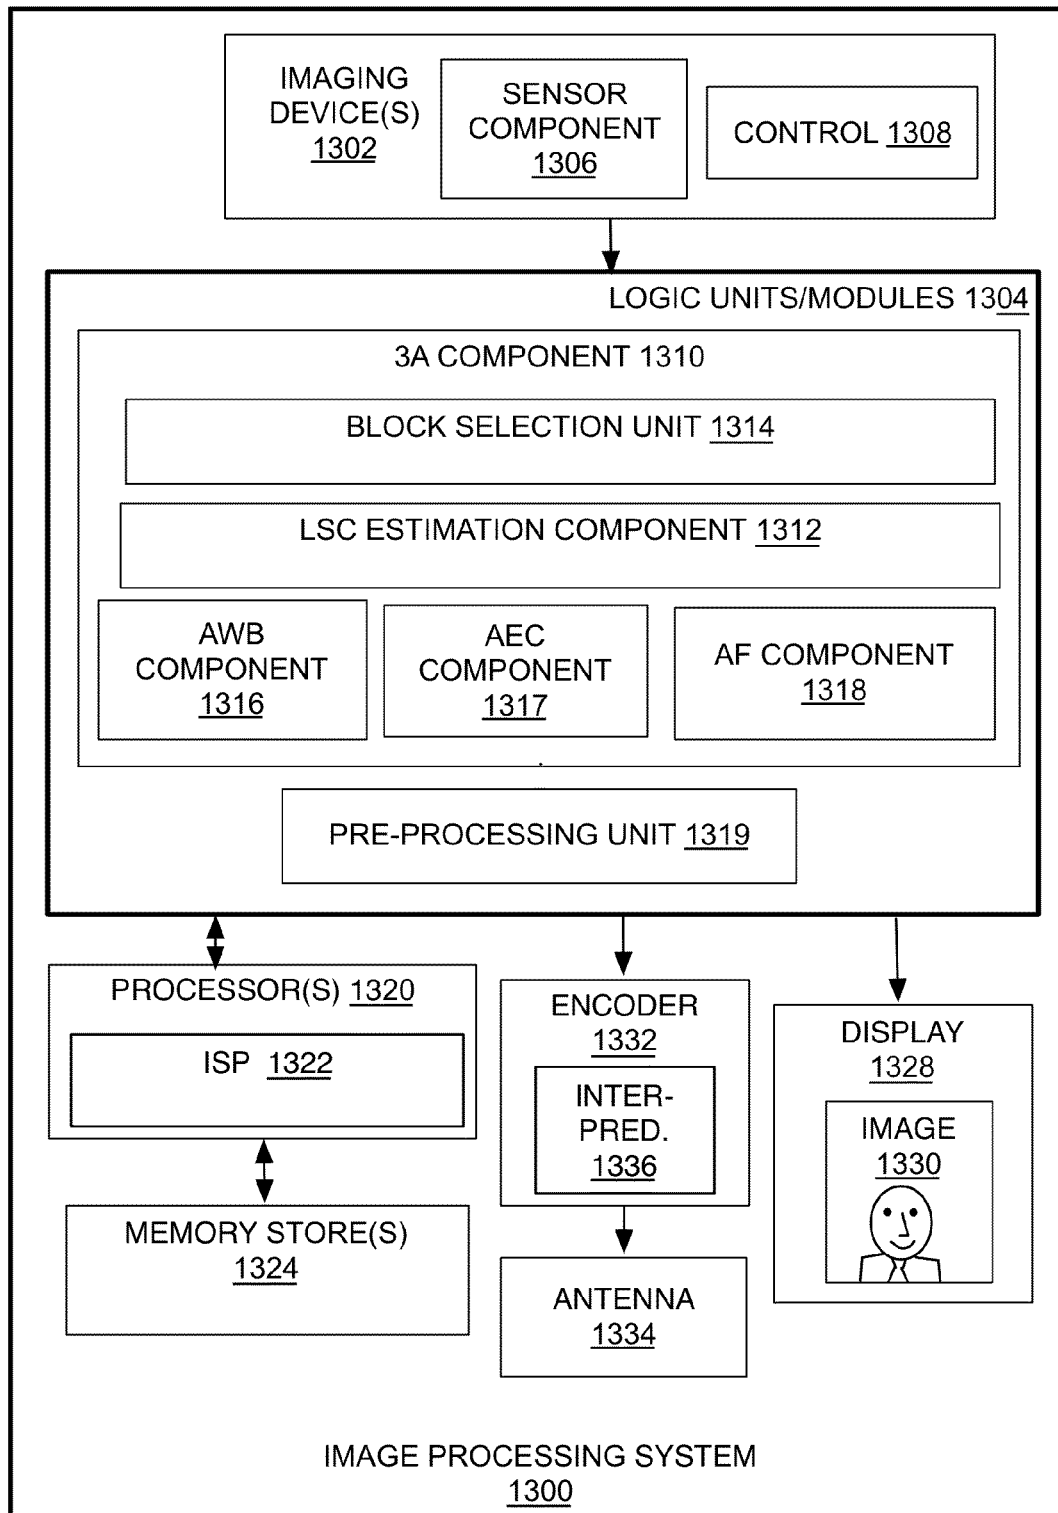 IMAGING
DEVICE(S)
1302
SENSOR
COMPONENT
1306
CONTROL 1308
LOGIC UNITS/MODULES 1304
3A COMPONENT 1310
BLOCK SELECTION UNIT 1314
LSC ESTIMATION COMPONENT 1312
AWB
COMPONENT
1316
AEC
COMPONENT
1317
AF COMPONENT
1318
PRE-PROCESSING UNIT 1319
PROCESSOR(S) 1320
ISP 1322
MEMORY STORE(S)
1324
ENCODER
1332
INTER-
PRED.
1336
ANTENNA
1334
DISPLAY
1328
IMAGE
1330
IMAGE PROCESSING SYSTEM
1300